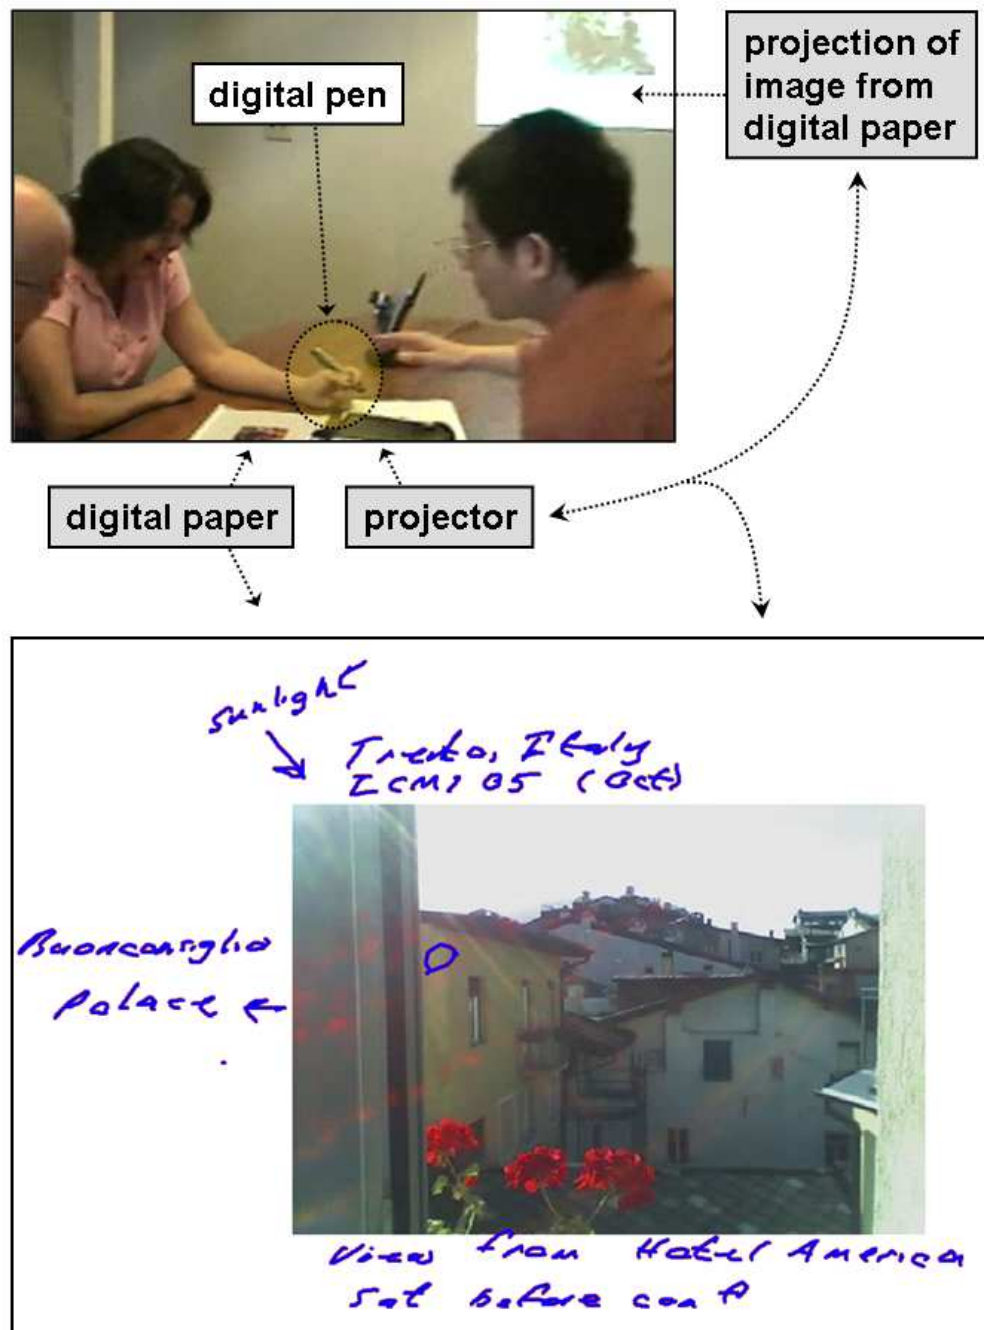 digital pen
projection of
image from
digital paper
digital paper
projector
sunlight
Trento, Italy
ICMI 05 (Oct)
Buonconsiglio
Palace
View from Hotel America
Sat before conf